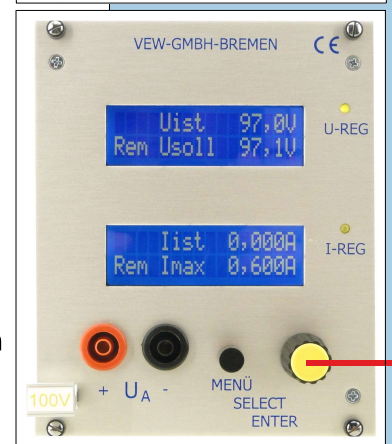 VEW-GMBH-BREMEN CE
Uist 97,0V
Rem Usoll 97,1V
U-REG
Iist 0,000A
Rem Imax 0,600A
I-REG
100V
+ UA -
MENÜ
SELECT
ENTER